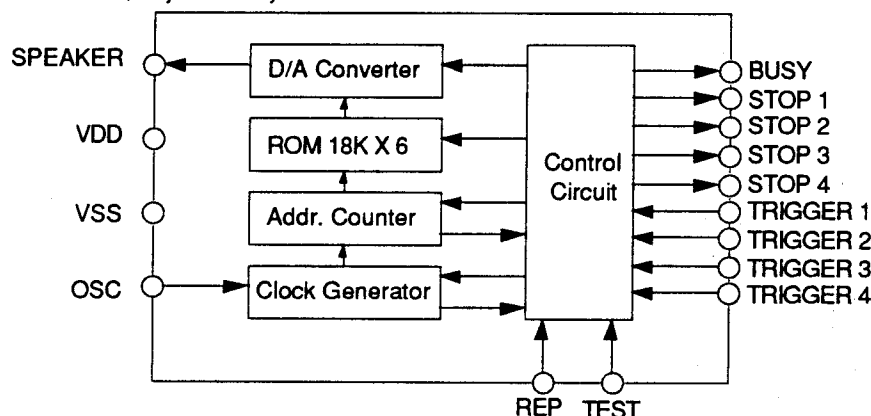 SPEAKER
VDD
VSS
OSC
D/A Converter
ROM 18K X 6
Addr. Counter
Clock Generator
Control
Circuit
BUSY
STOP 1
STOP 2
STOP 3
STOP 4
TRIGGER 1
TRIGGER 2
TRIGGER 3
TRIGGER 4
REP TEST